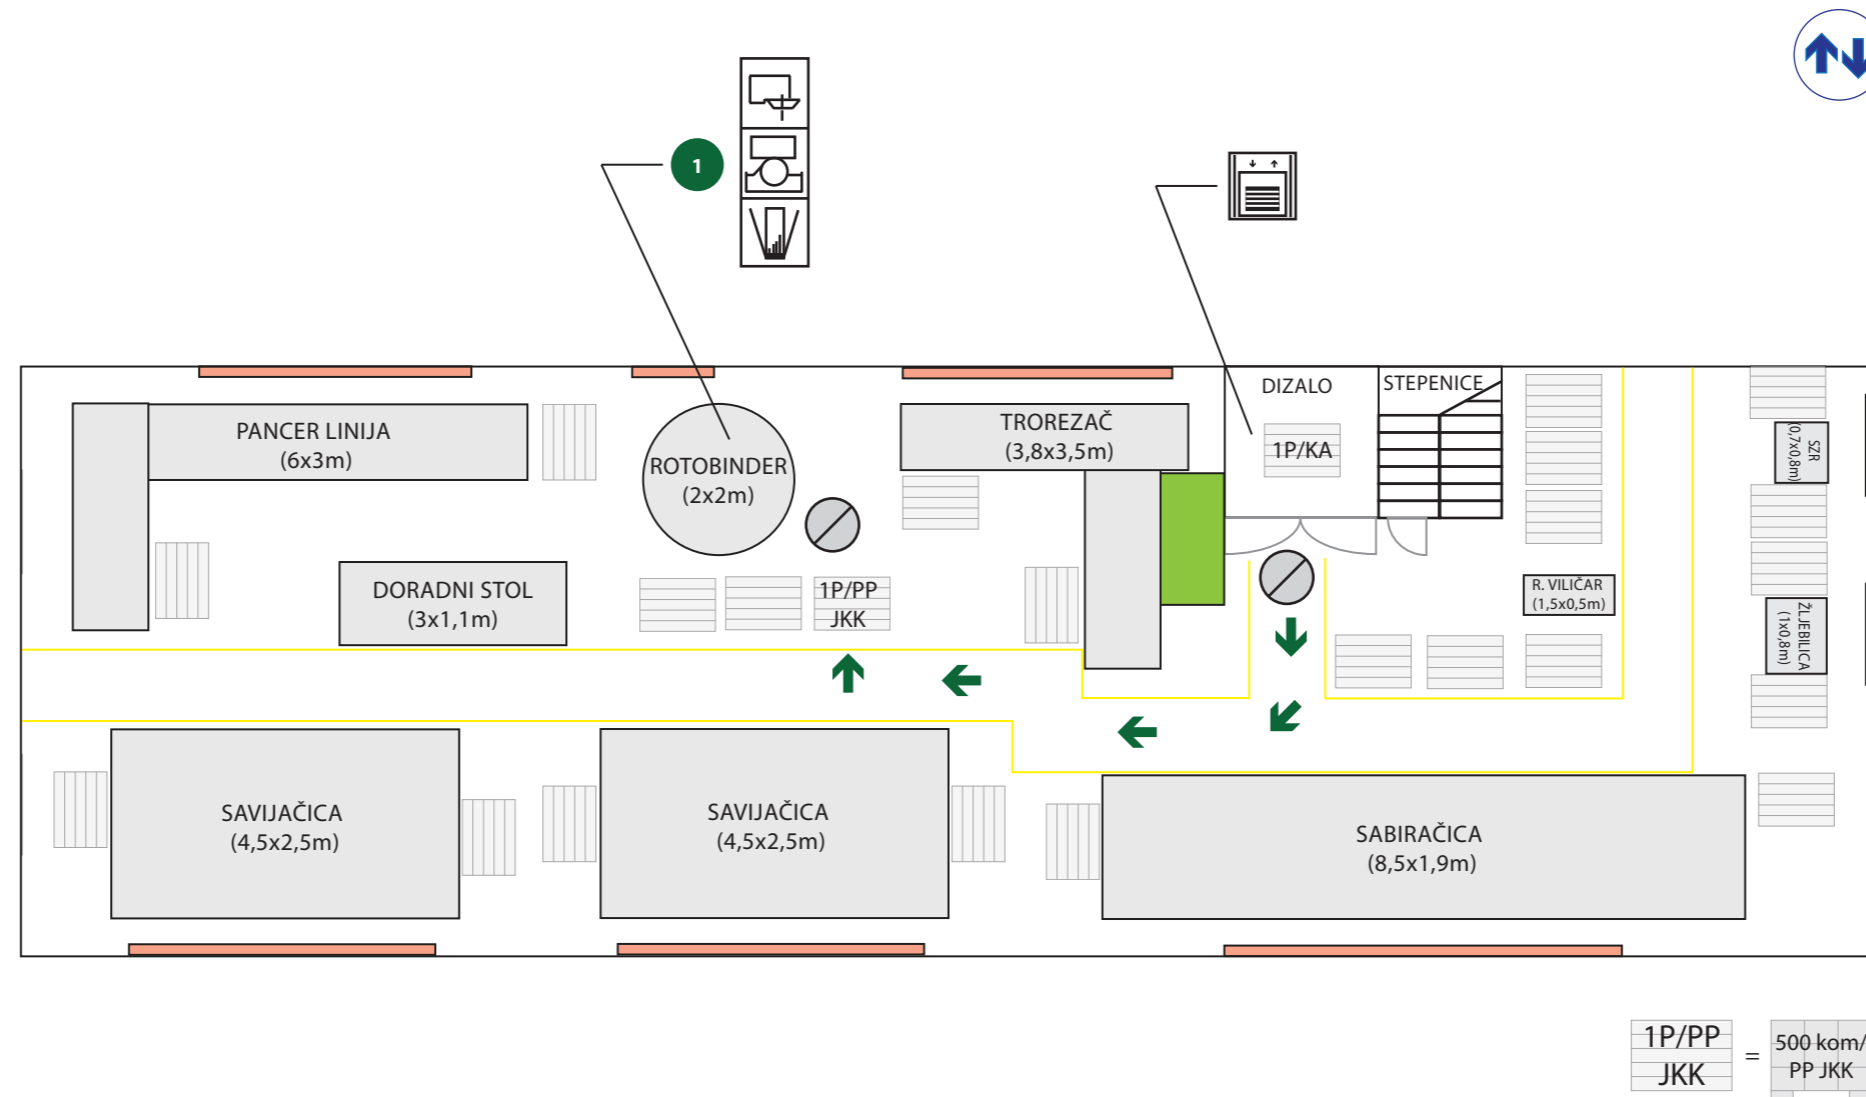 1
DIZALO
STEPENICE
PANCER LINIJA
(6x3m)
ROTOBINDER
(2x2m)
TROREZAČ
(3,8x3,5m)
1P/KA
SZR
(0,7x0,8m)
DORADNI STOL
(3x1,1m)
1P/PP
JKK
R. VILIČAR
(1,5x0,5m)
ŽLJEBILICA
(1x0,8m)
SAVIJAČICA
(4,5x2,5m)
SAVIJAČICA
(4,5x2,5m)
SABIRAČICA
(8,5x1,9m)
1P/PP
JKK
=
500 kom/
PP JKK